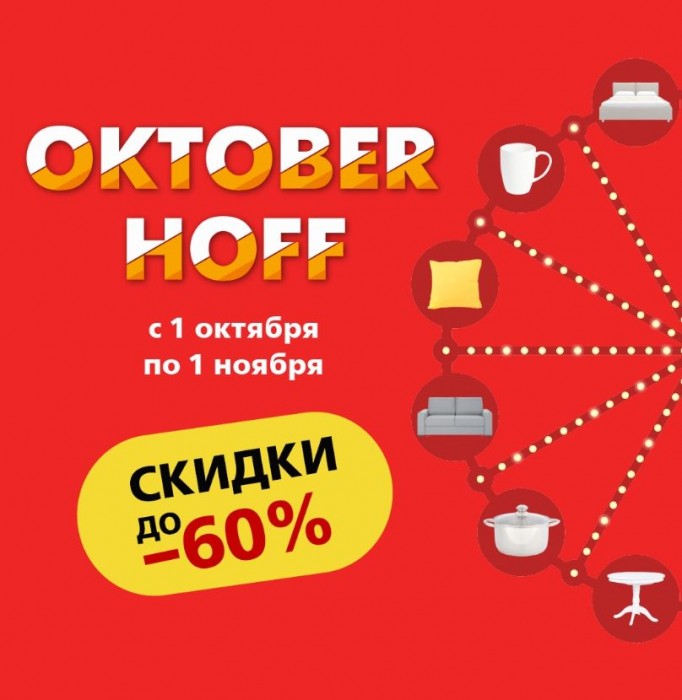 OKTOBER
HOFF
с 1 октября
по 1 ноября
СКИДКИ
до
–60%